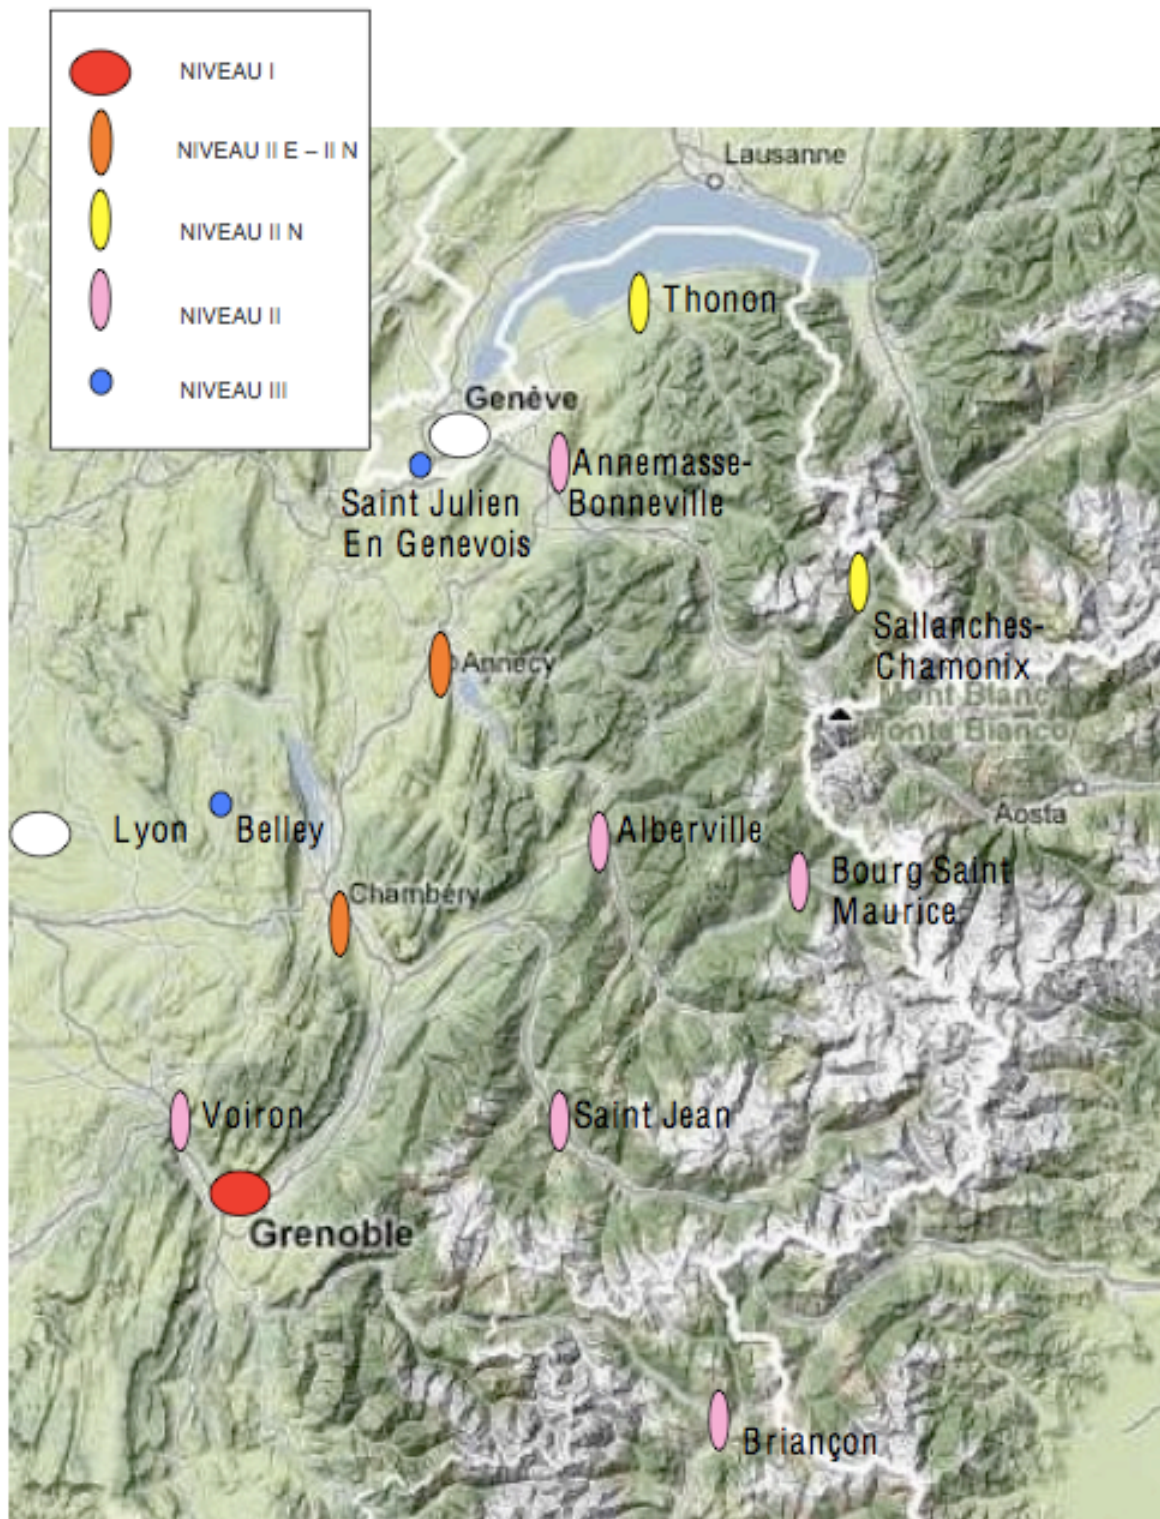 NIVEAU I
NIVEAU II E – II N
NIVEAU II N
NIVEAU II
NIVEAU III
Lausanne
Thonon
Genève
Annemasse-
Bonneville
Saint Julien
En Genevois
Sallanches-
Chamonix
Annecy
Mont Blanc
Monte Bianco
Aosta
Lyon
Belley
Alberville
Bourg Saint
Maurice
Chambéry
Voiron
Saint Jean
Grenoble
Briançon